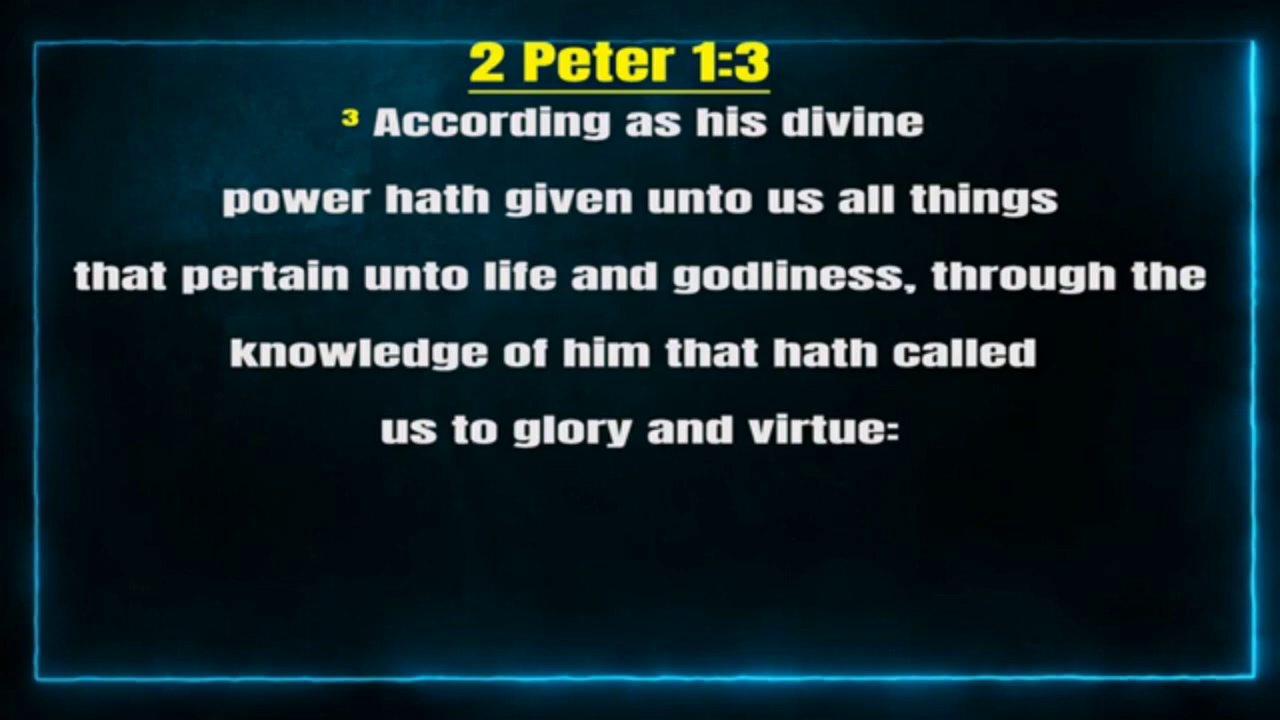 2 Peter 1:3
3 According as his divine
power hath given unto us all things
that pertain unto life and godliness, through the
knowledge of him that hath called
us to glory and virtue: